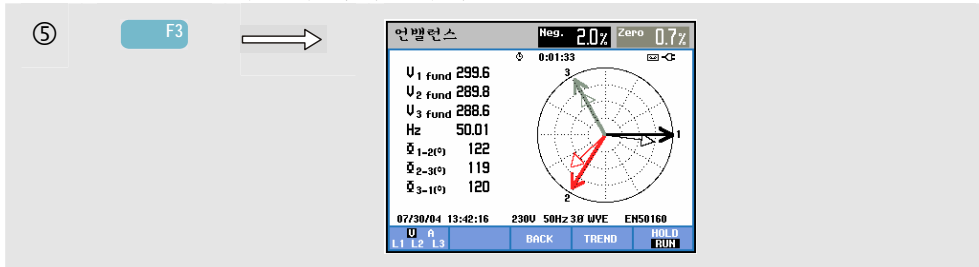 ⑤
F3
언밸런스 Neg. 2.0% Zero 0.7%
0:01:33
V1 fund 299.6
V2 fund 289.8
V3 fund 288.6
Hz 50.01
Φ1-2(°) 122
Φ2-3(°) 119
Φ3-1(°) 120
3
1
2
07/30/04 13:42:16 230V 50Hz 3Ø WYE EN50160
V A
L1 L2 L3
BACK
TREND
HOLD
RUN